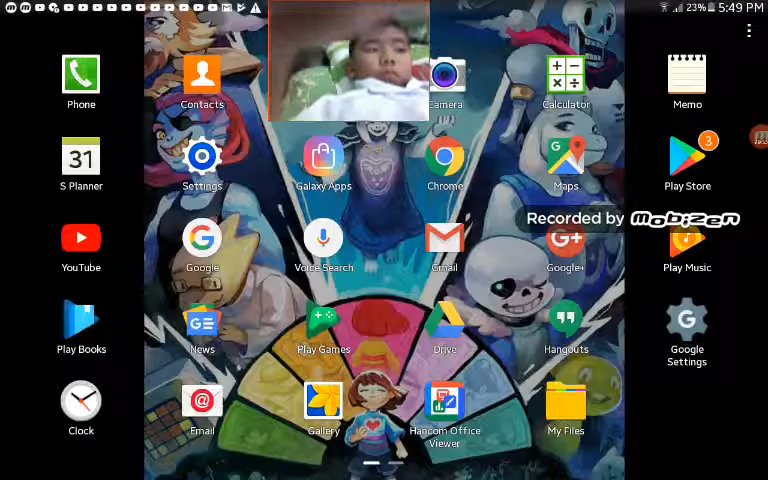 23% 5:49 PM
Phone
Contacts
Camera
Calculator
Memo
31
3
S Planner
Settings
Galaxy Apps
Chrome
Maps
Play Store
Recorded by Mobizen
YouTube
Google
Voice Search
Gmail
Google+
Play Music
Play Books
News
Play Games
Drive
Hangouts
Google
Settings
Clock
Email
Gallery
Hancom Office
Viewer
My Files